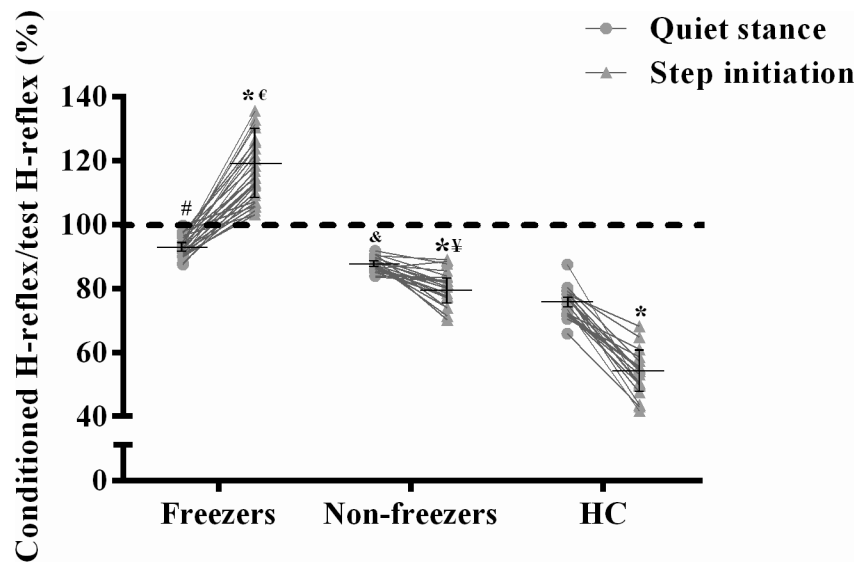 Quiet stance
Step initiation
Conditioned H-reflex/test H-reflex (%)
140
120
100
80
60
40
0
#
*€
&
*¥
*
Freezers
Non-freezers
HC